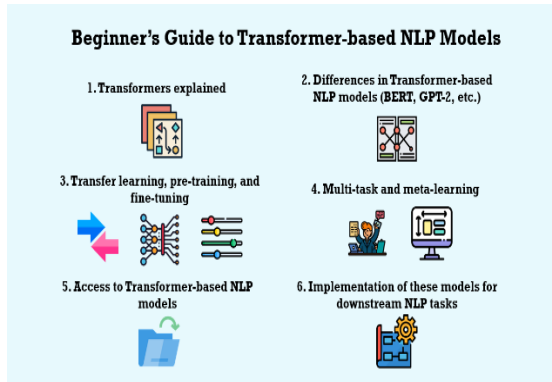 Beginner's Guide to Transformer-based NLP Models
1. Transformers explained
2. Differences in Transformer-based
NLP models (BERT, GPT-2, etc.)
3. Transfer learning, pre-training, and
fine-tuning
4. Multi-task and meta-learning
5. Access to Transformer-based NLP
models
6. Implementation of these models for
downstream NLP tasks